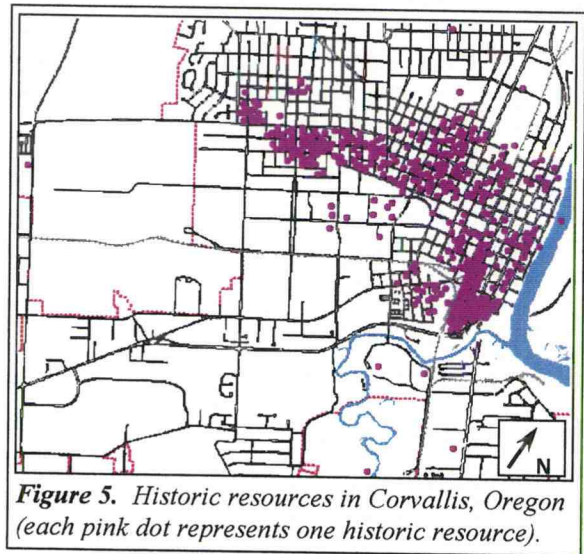 N
Figure 5. Historic resources in Corvallis, Oregon
(each pink dot represents one historic resource).